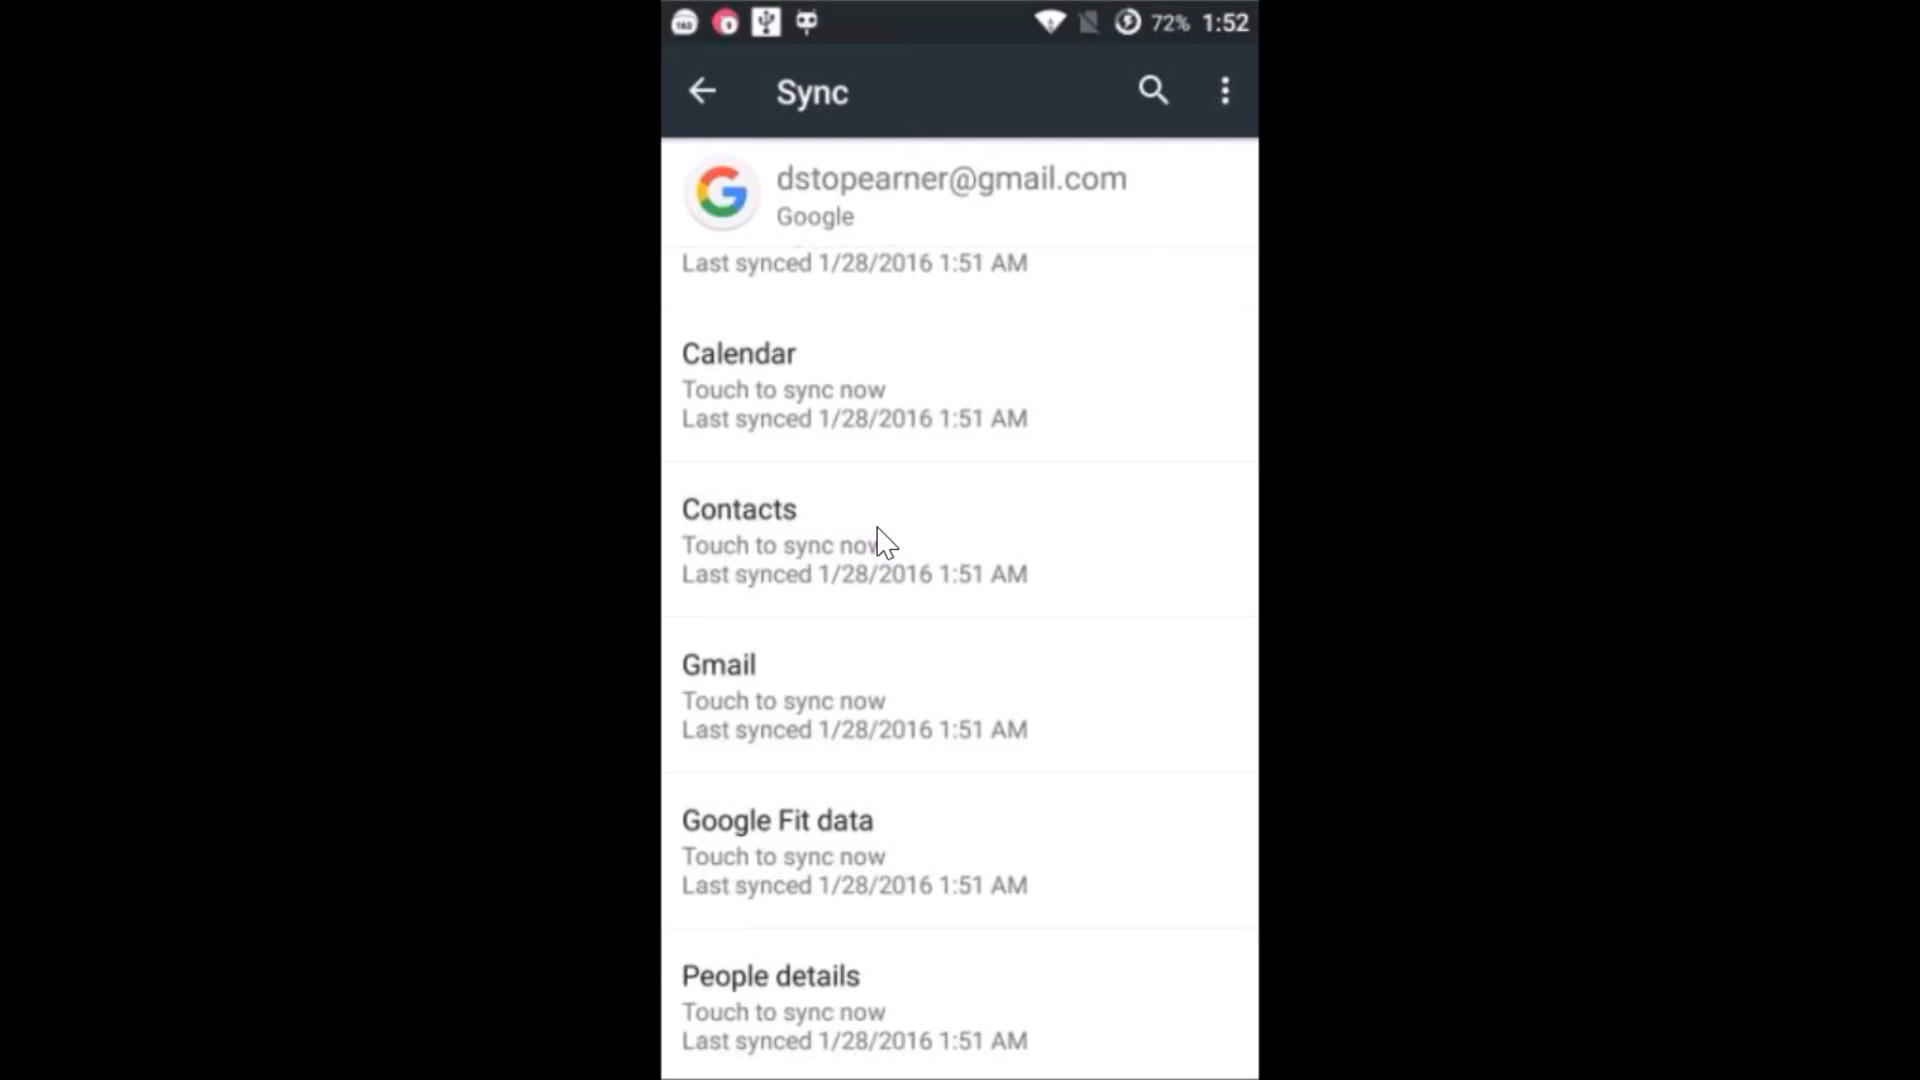 72% 1:52
Sync
dstopearner@gmail.com
Google
Last synced 1/28/2016 1:51 AM
Calendar
Touch to sync now
Last synced 1/28/2016 1:51 AM
Contacts
Touch to sync now
Last synced 1/28/2016 1:51 AM
Gmail
Touch to sync now
Last synced 1/28/2016 1:51 AM
Google Fit data
Touch to sync now
Last synced 1/28/2016 1:51 AM
People details
Touch to sync now
Last synced 1/28/2016 1:51 AM